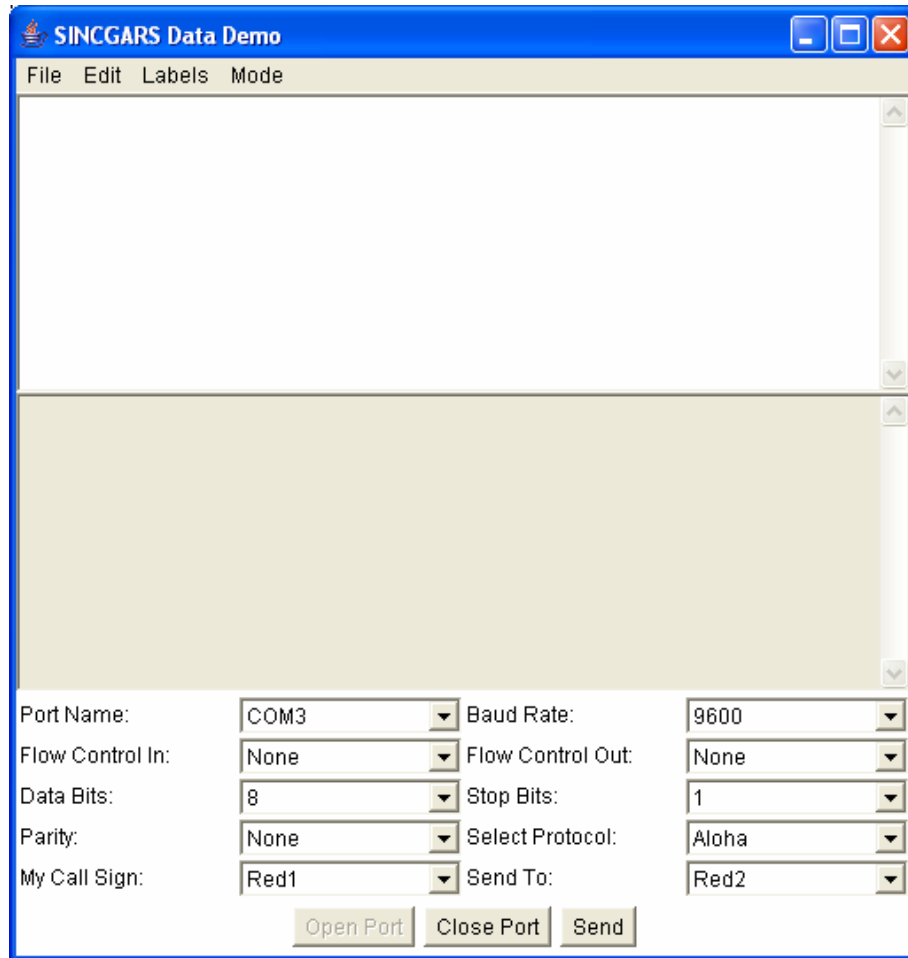 SINCGARS Data Demo
File Edit Labels Mode
Port Name: COM3 Baud Rate: 9600
Flow Control In: None Flow Control Out: None
Data Bits: 8 Stop Bits: 1
Parity: None Select Protocol: Aloha
My Call Sign: Red1 Send To: Red2
Open Port Close Port Send